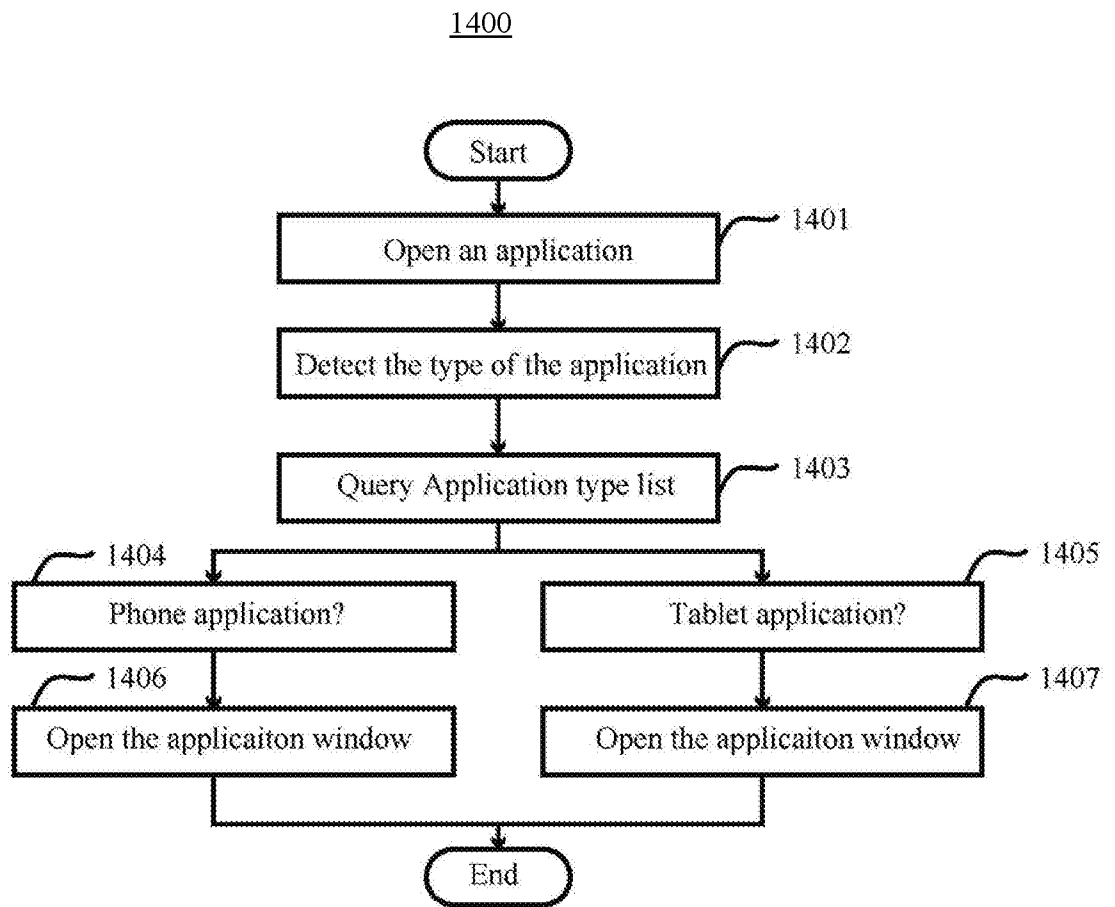 1400
Start
Open an application
1401
Detect the type of the application
1402
Query Application type list
1403
1404
Phone application?
1405
Tablet application?
1406
Open the applicaiton window
1407
Open the applicaiton window
End